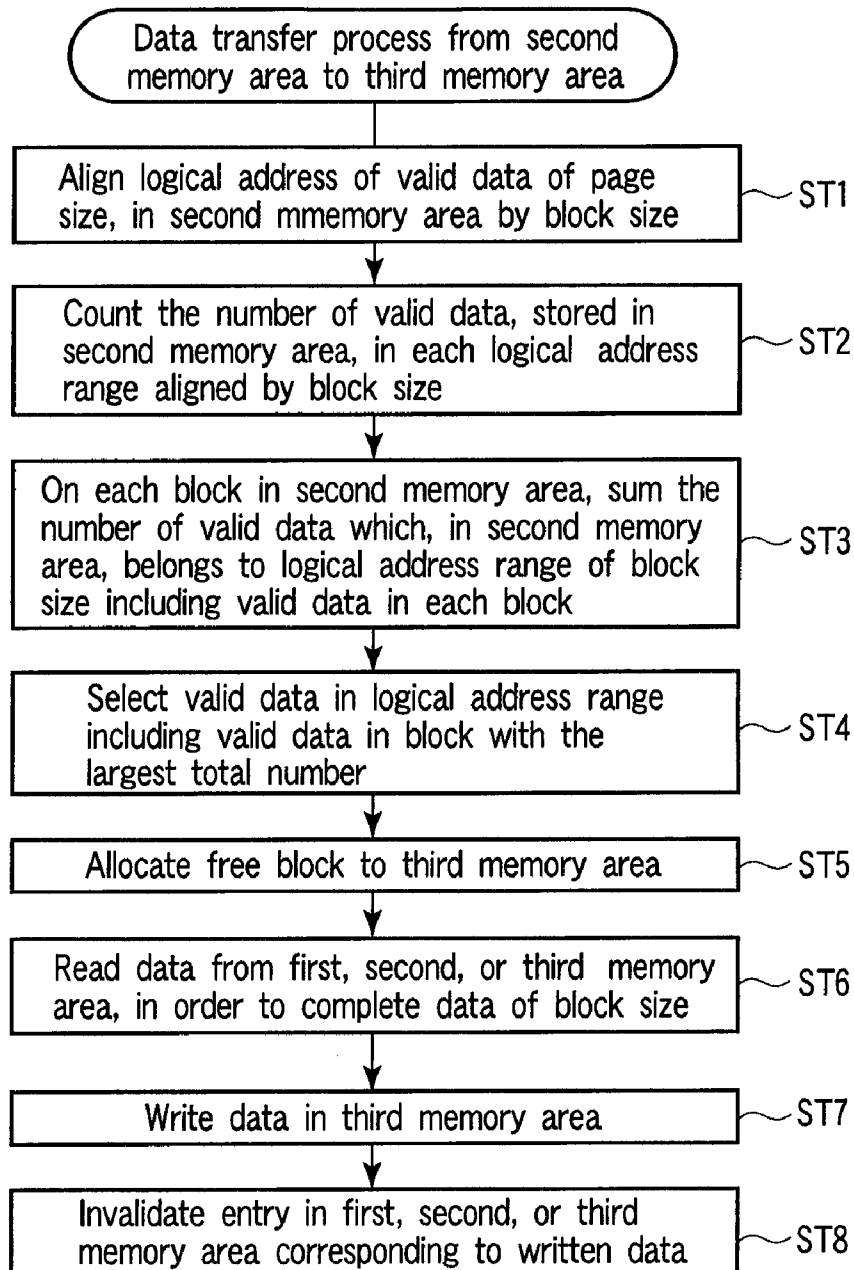 Data transfer process from second
memory area to third memory area
Align logical address of valid data of page
size, in second mmemory area by block size
ST1
Count the number of valid data, stored in
second memory area, in each logical address
range aligned by block size
ST2
On each block in second memory area, sum the
number of valid data which, in second memory
area, belongs to logical address range of block
size including valid data in each block
ST3
Select valid data in logical address range
including valid data in block with the
largest total number
ST4
Allocate free block to third memory area
ST5
Read data from first, second, or third memory
area, in order to complete data of block size
ST6
Write data in third memory area
ST7
Invalidate entry in first, second, or third
memory area corresponding to written data
ST8